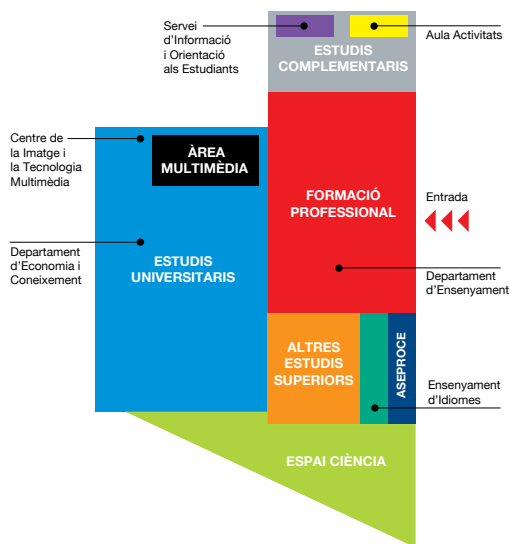 Servei
d'Informació
i Orientació
als Estudiants
Aula Activitats
ESTUDIS
COMPLEMENTARIS
Centre de
la Imatge i
la Tecnologia
Multimèdia
ÀREA
MULTIMÈDIA
FORMACIÓ
PROFESSIONAL
Entrada
Departament
d'Economia i
Coneixement
ESTUDIS
UNIVERSITARIS
Departament
d'Ensenyament
ALTRES
ESTUDIS
SUPERIORS
ASEPROCE
Ensenyament
d'Idiomes
ESPAI CIÈNCIA